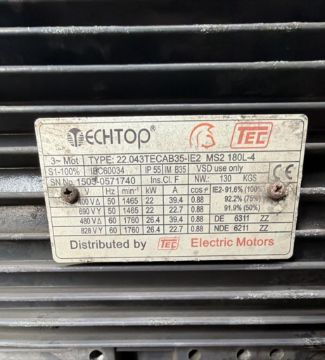 TECHTOP® TEC
3~ Mot TYPE: 22.043TECAB35-IE2 MS2 180L-4
S1-100% IEC60034 IP 55 IM B35 VSD use only
SN No. 1503-0571740 Ins.Cl. F NW.: 130 KGS
V Hz min⁻¹ kW A cosφ IE2-91.6% (100%)
400 VΔ 50 1465 22 39.4 0.88 92.2% (75%)
690 VY 50 1465 22 22.7 0.88 91.9% (50%)
480 VΔ 60 1760 26.4 39.4 0.88 DE 6311 ZZ
828 VY 60 1760 26.4 22.7 0.88 NDE 6211 ZZ
Distributed by TEC Electric Motors